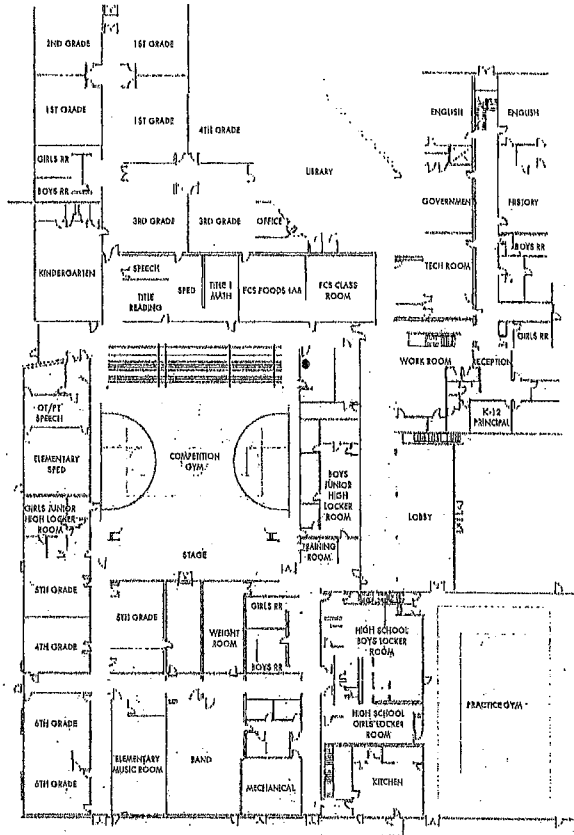 2ND GRADE
1ST GRADE
1ST GRADE
1ST GRADE
4TH GRADE
ENGLISH
ENGLISH
GIRLS RR
BOYS RR
LIBRARY
GOVERNMEN
HISTORY
3RD GRADE
3RD GRADE
OFFICE
BOYS RR
KINDERGARTEN
SPEECH
TITLE
READING
SPED
TITLE I
MATH
FCS FOODS LAB
FCS CLASS
ROOM
TECH ROOM
GIRLS RR
WORK ROOM
RECEPTION
K-12
PRINCIPAL
OT/PT
SPEECH
ELEMENTARY
SPED
COMPETITION
GYM
BOYS
JUNIOR
HIGH
LOCKER
ROOM
LOBBY
GIRLS JUNIOR
HIGH LOCKER
ROOM
STAGE
TRAINING
ROOM
5TH GRADE
5TH GRADE
4TH GRADE
WEIGHT
ROOM
GIRLS RR
BOYS RR
HIGH SCHOOL
BOYS LOCKER
ROOM
PRACTICE GYM
6TH GRADE
6TH GRADE
ELEMENTARY
MUSIC ROOM
BAND
MECHANICAL
HIGH SCHOOL
GIRLS LOCKER
ROOM
KITCHEN